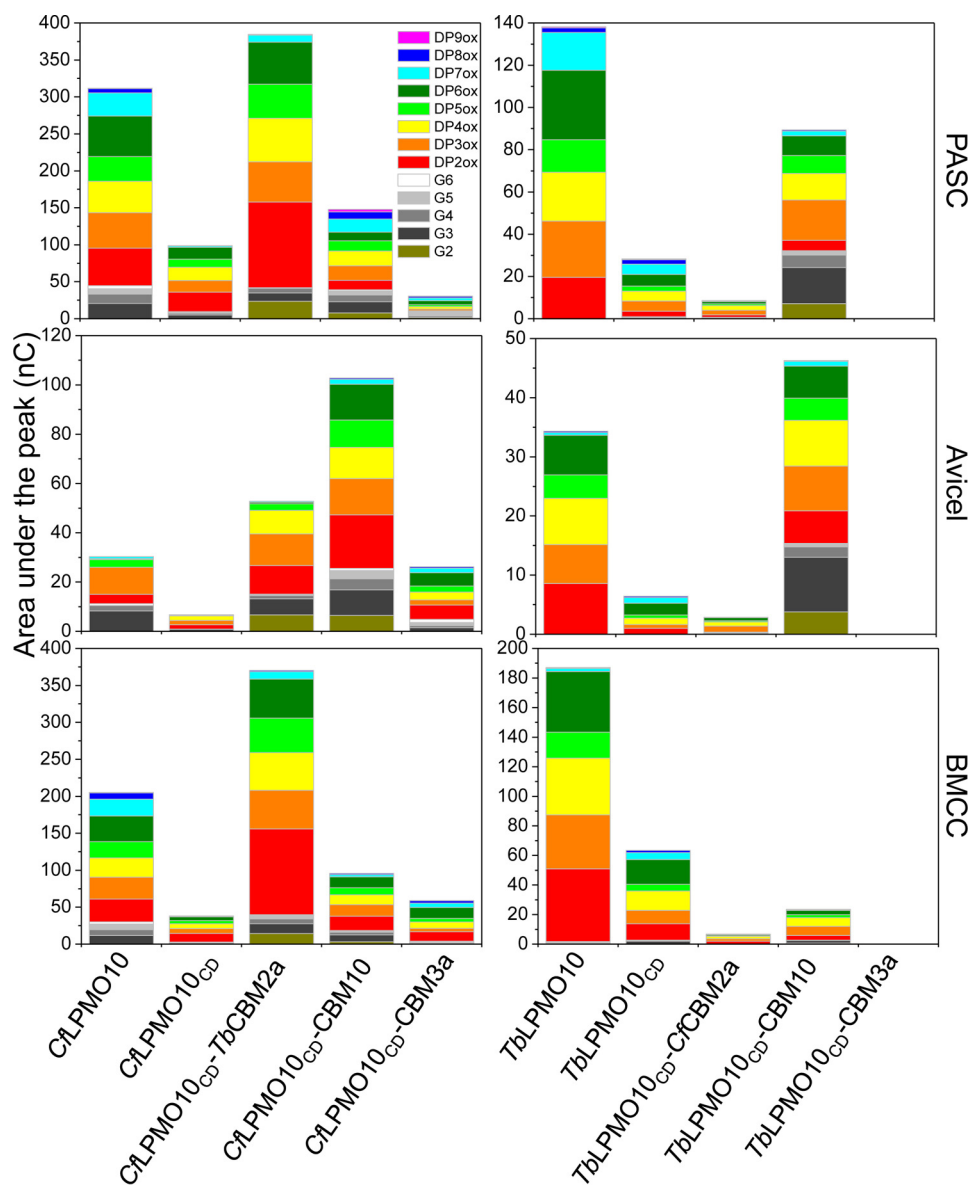 Area under the peak (nC)
400
350
300
250
200
150
100
50
0
DP9ox
DP8ox
DP7ox
DP6ox
DP5ox
DP4ox
DP3ox
DP2ox
G6
G5
G4
G3
G2
140
120
100
80
60
40
20
0
PASC
120
100
80
60
40
20
0
50
40
30
20
10
0
Avicel
400
350
300
250
200
150
100
50
0
200
180
160
140
120
100
80
60
40
20
0
BMCC
CfLPMO10
CfLPMO10CD
CfLPMO10CD-TbCBM2a
CfLPMO10CD-CBM10
CfLPMO10CD-CBM3a
TbLPMO10
TbLPMO10CD
TbLPMO10CD-CfCBM2a
TbLPMO10CD-CBM10
TbLPMO10CD-CBM3a